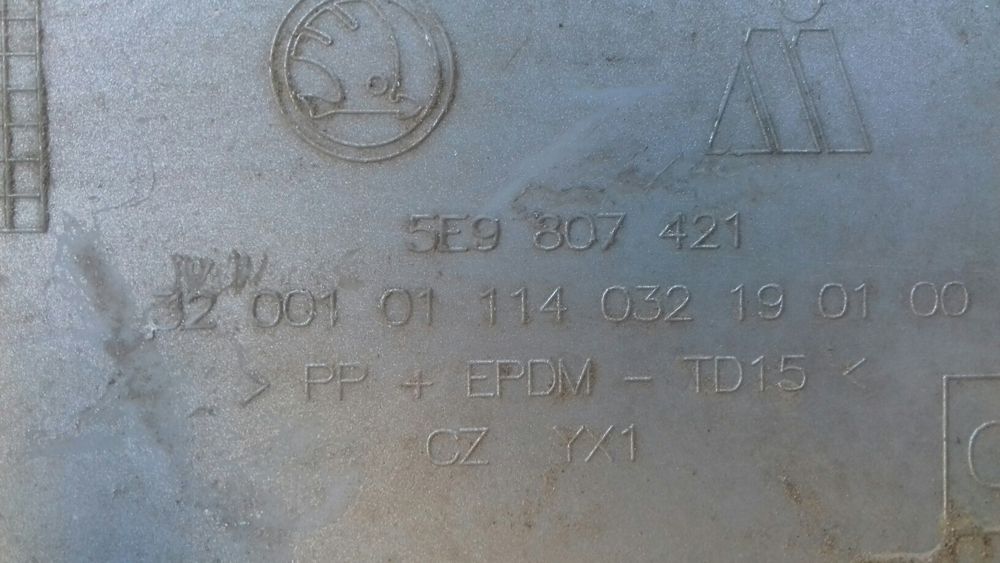 5E9 807 421
32 001 01 114 032 19 01 00
> PP + EPDM - TD15 <
CZ YX1